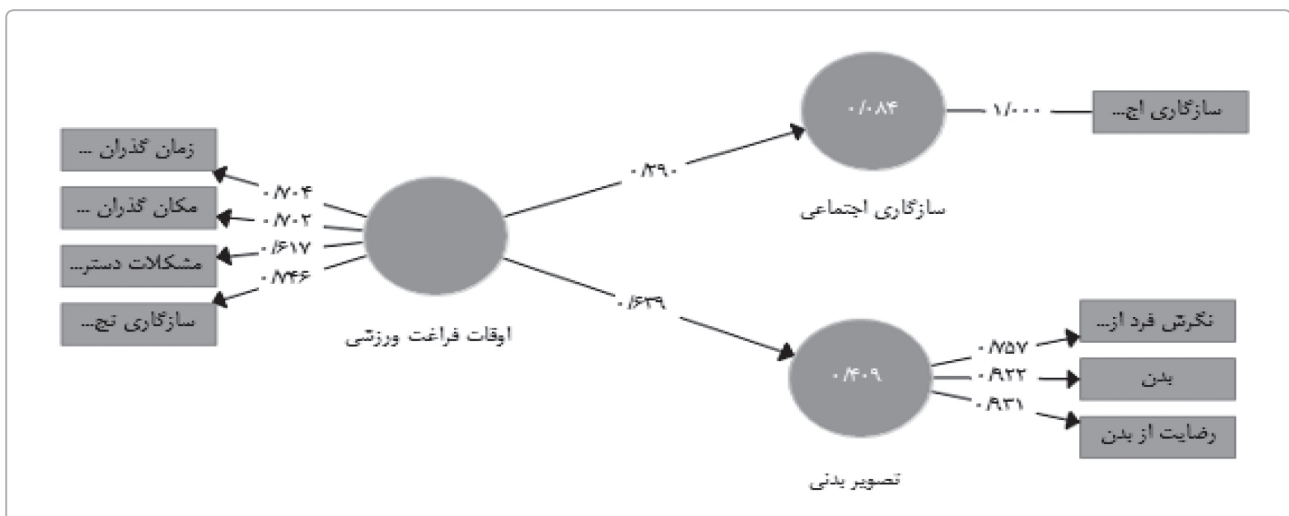 زمان گذران ...
مکان گذران ...
مشکلات دستر...
سازگاری تج...
۰/۷۰۴
۰/۷۰۲
۰/۶۱۷
۰/۷۴۶
اوقات فراغت ورزشی
۰/۲۹۰
۰/۶۳۹
۰/۰۸۴
سازگاری اجتماعی
۱/۰۰۰
سازگاری اج...
۰/۴۰۹
تصویر بدنی
۰/۷۵۷
۰/۹۲۲
۰/۹۳۱
نگرش فرد از...
بدن
رضایت از بدن